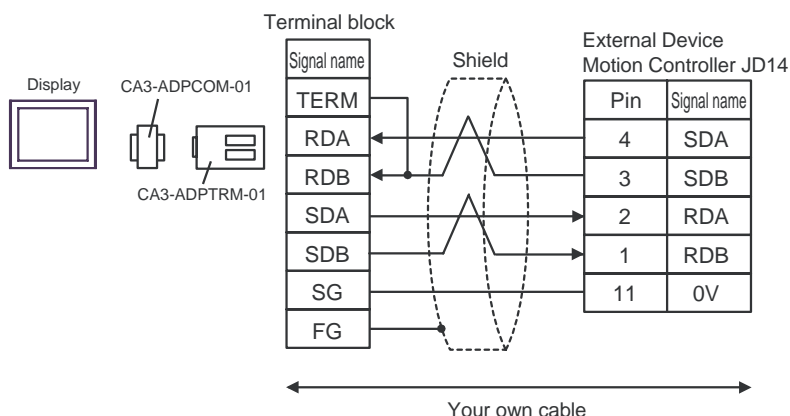 Terminal block
External Device
Motion Controller JD14
Display
CA3-ADPCOM-01
CA3-ADPTRM-01
Shield
Signal name
TERM
RDA
RDB
SDA
SDB
SG
FG
Pin Signal name
4 SDA
3 SDB
2 RDA
1 RDB
11 0V
Your own cable